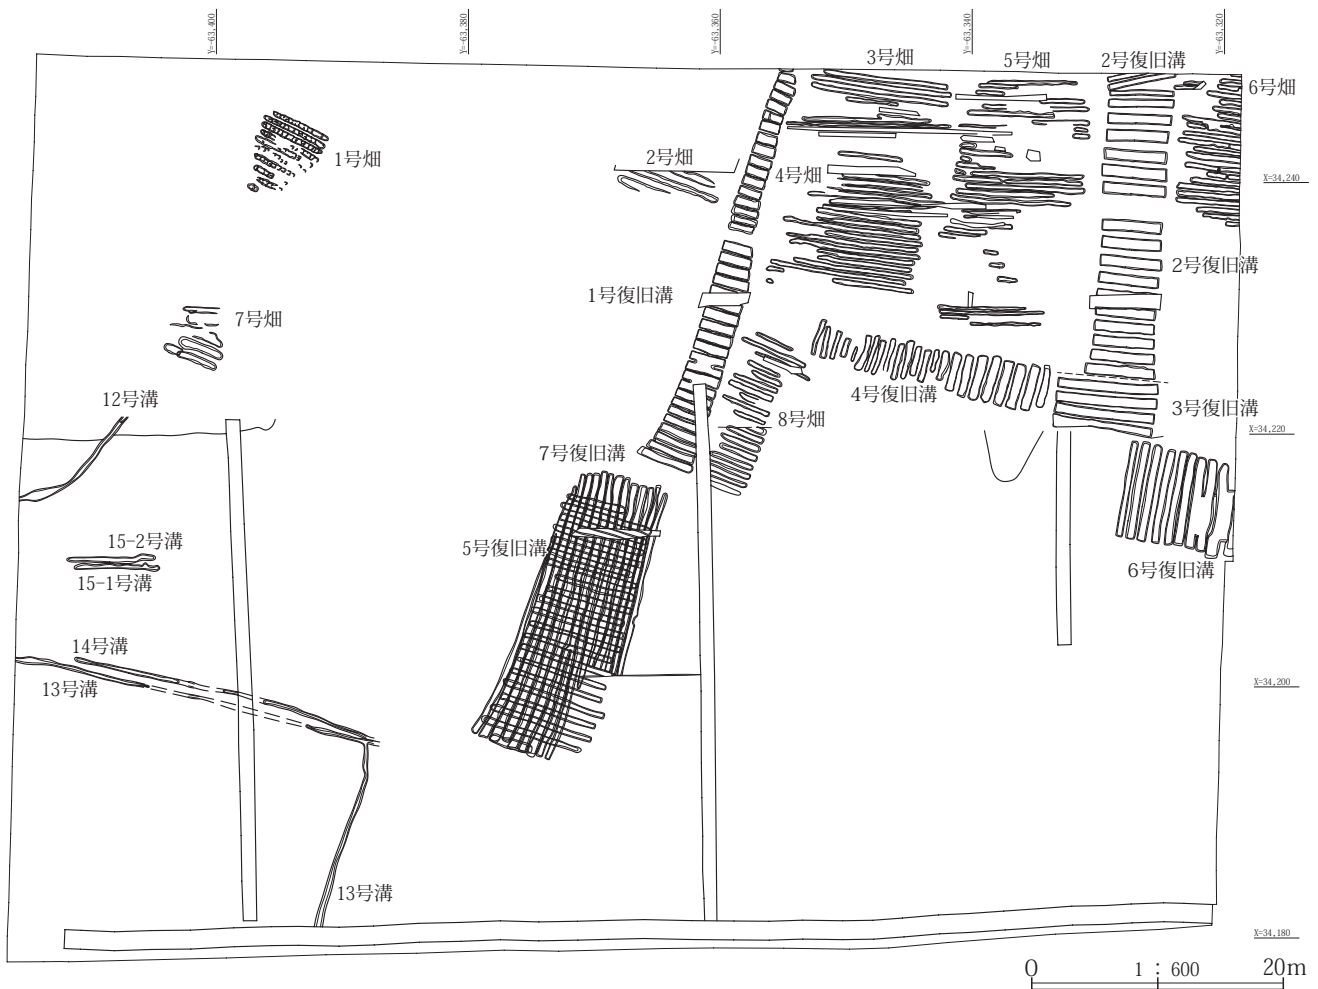 Y=-63,400
Y=-63,380
Y=-63,360
Y=-63,340
Y=-63,320
3号畑
5号畑
2号復旧溝
6号畑
1号畑
2号畑
4号畑
X=34,240
2号復旧溝
1号復旧溝
7号畑
4号復旧溝
12号溝
3号復旧溝
8号畑
X=34,220
7号復旧溝
15-2号溝
5号復旧溝
6号復旧溝
15-1号溝
14号溝
13号溝
X=34,200
13号溝
X=34,180
0 1 : 600 20m